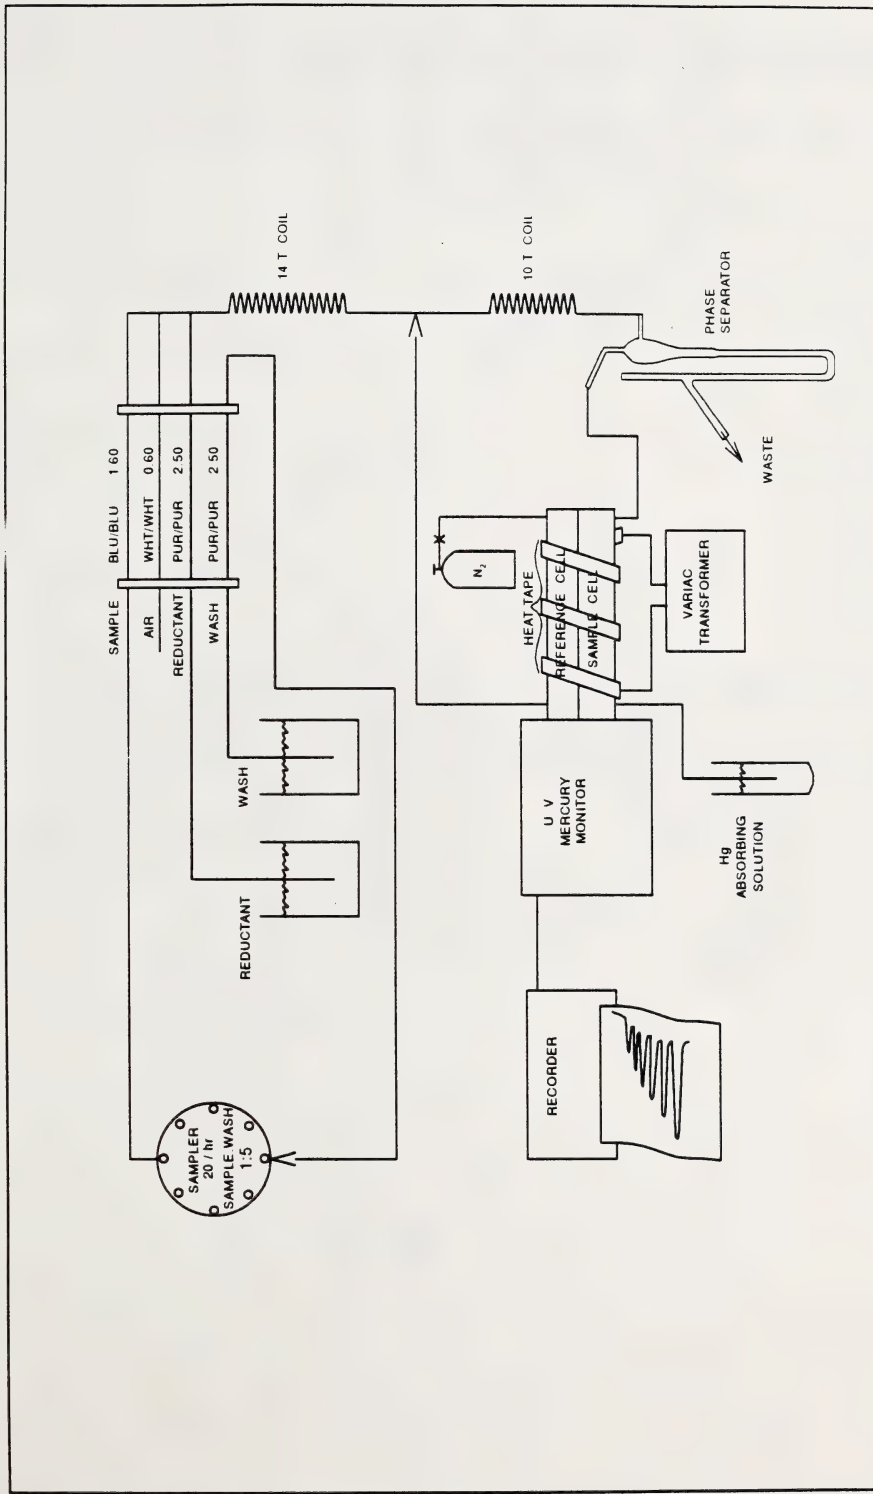 SAMPLER
20 / hr
SAMPLE:WASH
1:5
REDUCTANT
WASH
SAMPLE BLU/BLU 1 60
AIR WHT/WHT 0.60
REDUCTANT PUR/PUR 2 50
WASH PUR/PUR 2 50
14 T COIL
10 T COIL
N₂
HEAT TAPE
REFERENCE CELL
SAMPLE CELL
RECORDER
U V
MERCURY
MONITOR
Hg
ABSORBING
SOLUTION
VARIAC
TRANSFORMER
PHASE
SEPARATOR
WASTE